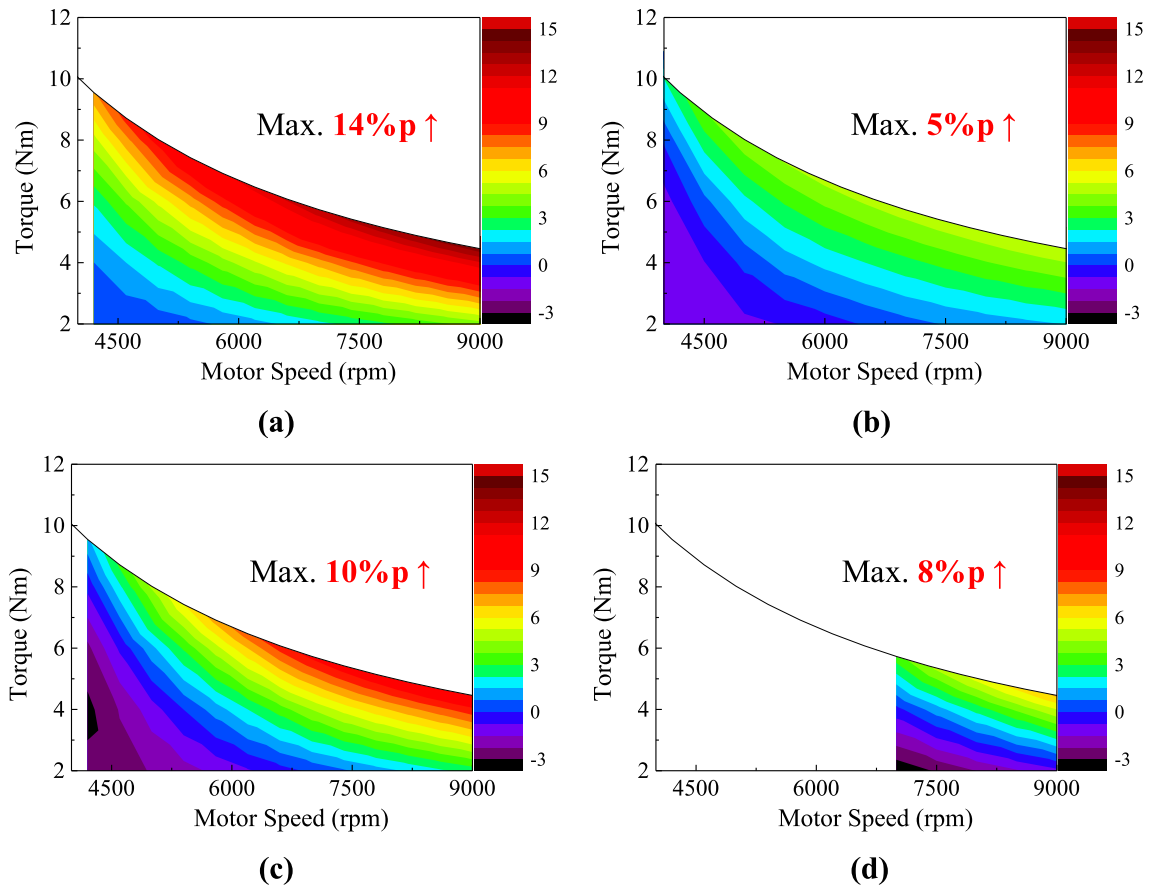 12
10
8
6
4
2
Torque (Nm)
Max. 14%p ↑
4500 6000 7500 9000
Motor Speed (rpm)
15
12
9
6
3
0
-3
(a)
12
10
8
6
4
2
Torque (Nm)
Max. 5%p ↑
4500 6000 7500 9000
Motor Speed (rpm)
15
12
9
6
3
0
-3
(b)
12
10
8
6
4
2
Torque (Nm)
Max. 10%p ↑
4500 6000 7500 9000
Motor Speed (rpm)
15
12
9
6
3
0
-3
(c)
12
10
8
6
4
2
Torque (Nm)
Max. 8%p ↑
4500 6000 7500 9000
Motor Speed (rpm)
15
12
9
6
3
0
-3
(d)